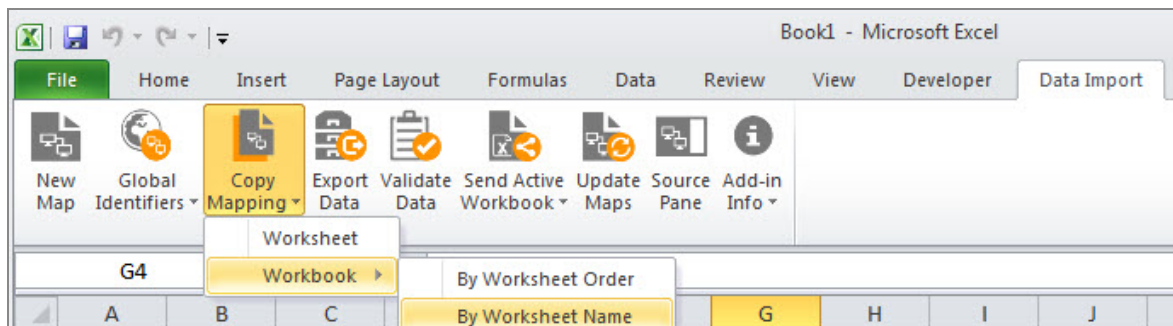 Book1 - Microsoft Excel
File Home Insert Page Layout Formulas Data Review View Developer Data Import
New Global Copy Export Validate Send Active Update Source Add-in
Map Identifiers Mapping Data Data Workbook Maps Pane Info
Worksheet
G4 Workbook By Worksheet Order
A B C By Worksheet Name G H I J